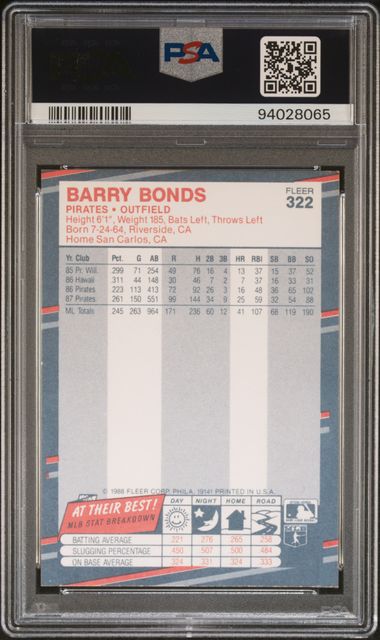 PSA
94028065
BARRY BONDS
FLEER
322
PIRATES • OUTFIELD
Height 6'1", Weight 185, Bats Left, Throws Left
Born 7-24-64, Riverside, CA
Home San Carlos, CA
Yr. Club Pct. G AB R H 2B 3B HR RBI SB BB SO
85 Pr. Will. 299 71 254 49 76 16 4 13 37 15 37 52
86 Hawaii 311 44 148 30 46 7 2 7 37 16 33 31
86 Pirates 223 113 413 72 92 26 3 16 48 36 65 102
87 Pirates 261 150 551 99 144 34 9 25 59 32 54 88
ML Totals 245 263 964 171 236 60 12 41 107 68 119 190
© 1988 FLEER CORP. PHILA. 19141 PRINTED IN U.S.A.
AT THEIR BEST!
MLB STAT BREAKDOWN
DAY NIGHT HOME ROAD
BATTING AVERAGE 221 276 265 258
SLUGGING PERCENTAGE .450 507 .500 484
ON BASE AVERAGE 324 331 324 333